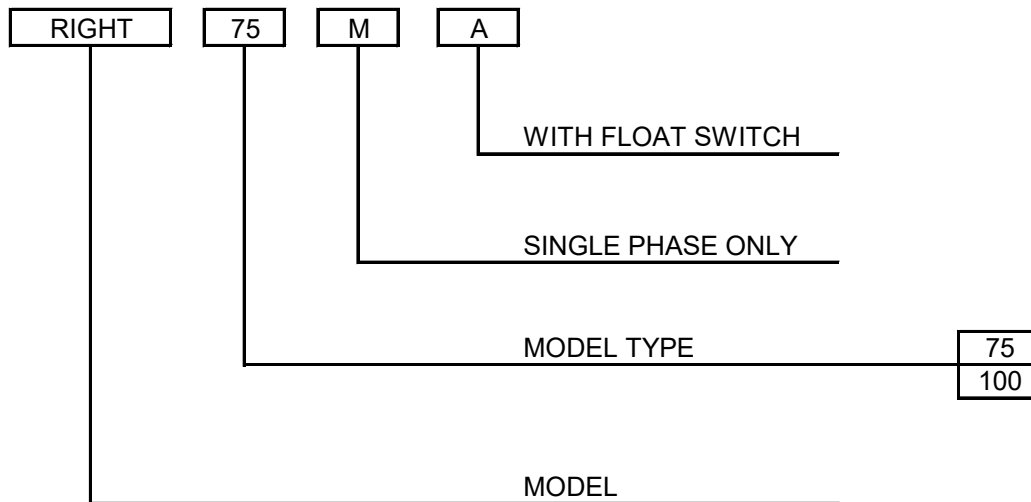 RIGHT 75 M A
WITH FLOAT SWITCH
SINGLE PHASE ONLY
MODEL TYPE 75
100
MODEL